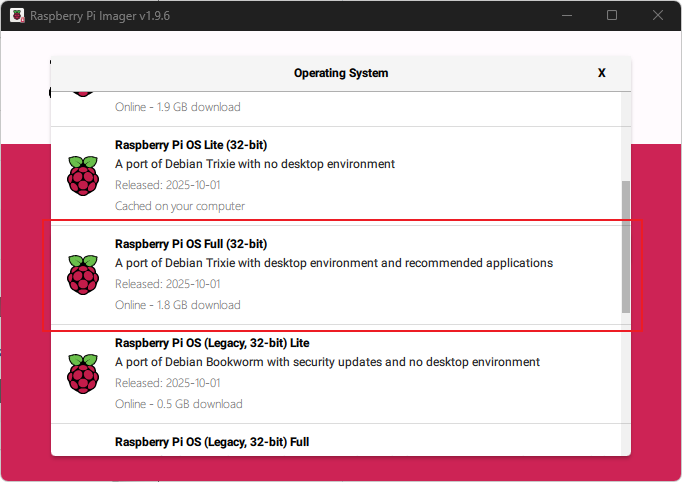 Raspberry Pi Imager v1.9.6
Operating System
X
Online - 1.9 GB download
Raspberry Pi OS Lite (32-bit)
A port of Debian Trixie with no desktop environment
Released: 2025-10-01
Cached on your computer
Raspberry Pi OS Full (32-bit)
A port of Debian Trixie with desktop environment and recommended applications
Released: 2025-10-01
Online - 1.8 GB download
Raspberry Pi OS (Legacy, 32-bit) Lite
A port of Debian Bookworm with security updates and no desktop environment
Released: 2025-10-01
Online - 0.5 GB download
Raspberry Pi OS (Legacy, 32-bit) Full